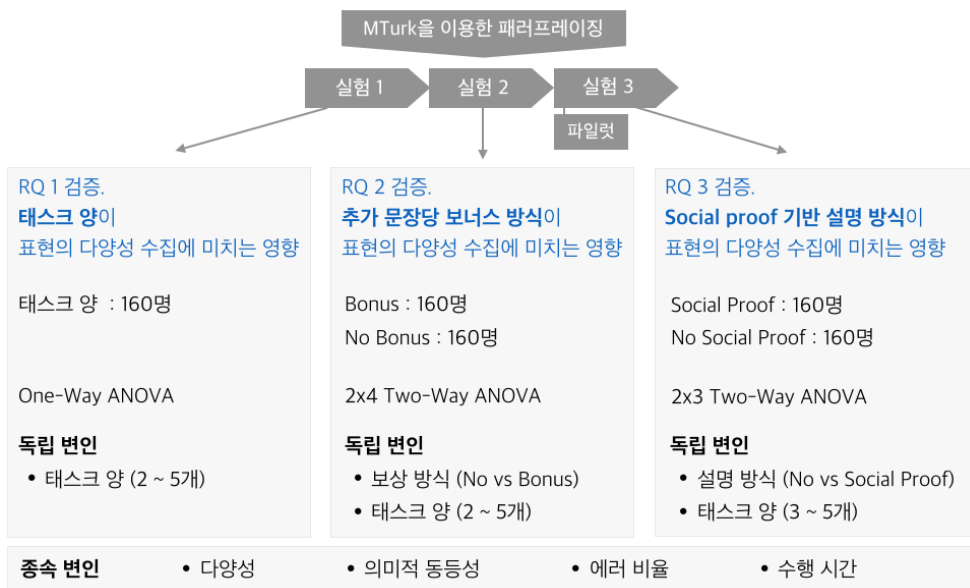 MTurk을 이용한 패러프레이징
실험 1
실험 2
실험 3
파일럿
RQ 1 검증.
태스크 양이
표현의 다양성 수집에 미치는 영향
태스크 양 : 160명
One-Way ANOVA
독립 변인
• 태스크 양 (2 ~ 5개)
RQ 2 검증.
추가 문장당 보너스 방식이
표현의 다양성 수집에 미치는 영향
Bonus : 160명
No Bonus : 160명
2x4 Two-Way ANOVA
독립 변인
• 보상 방식 (No vs Bonus)
• 태스크 양 (2 ~ 5개)
RQ 3 검증.
Social proof 기반 설명 방식이
표현의 다양성 수집에 미치는 영향
Social Proof : 160명
No Social Proof : 160명
2x3 Two-Way ANOVA
독립 변인
• 설명 방식 (No vs Social Proof)
• 태스크 양 (3 ~ 5개)
종속 변인 • 다양성 • 의미적 동등성 • 에러 비율 • 수행 시간